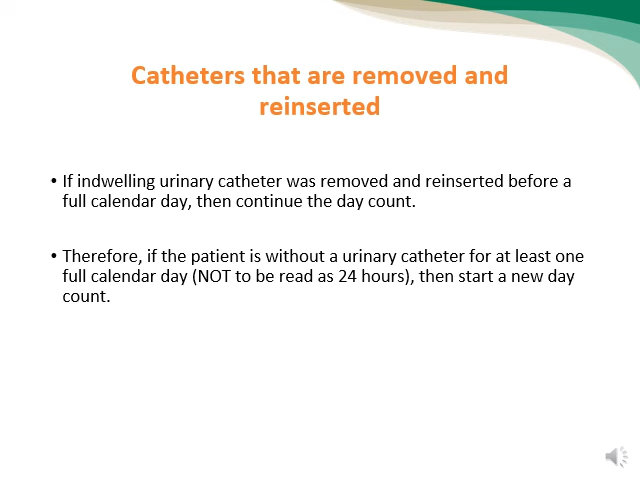 Catheters that are removed and
reinserted
• If indwelling urinary catheter was removed and reinserted before a
full calendar day, then continue the day count.
• Therefore, if the patient is without a urinary catheter for at least one
full calendar day (NOT to be read as 24 hours), then start a new day
count.